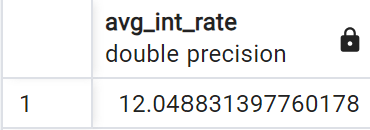 avg_int_rate
double precision
1 12.048831397760178